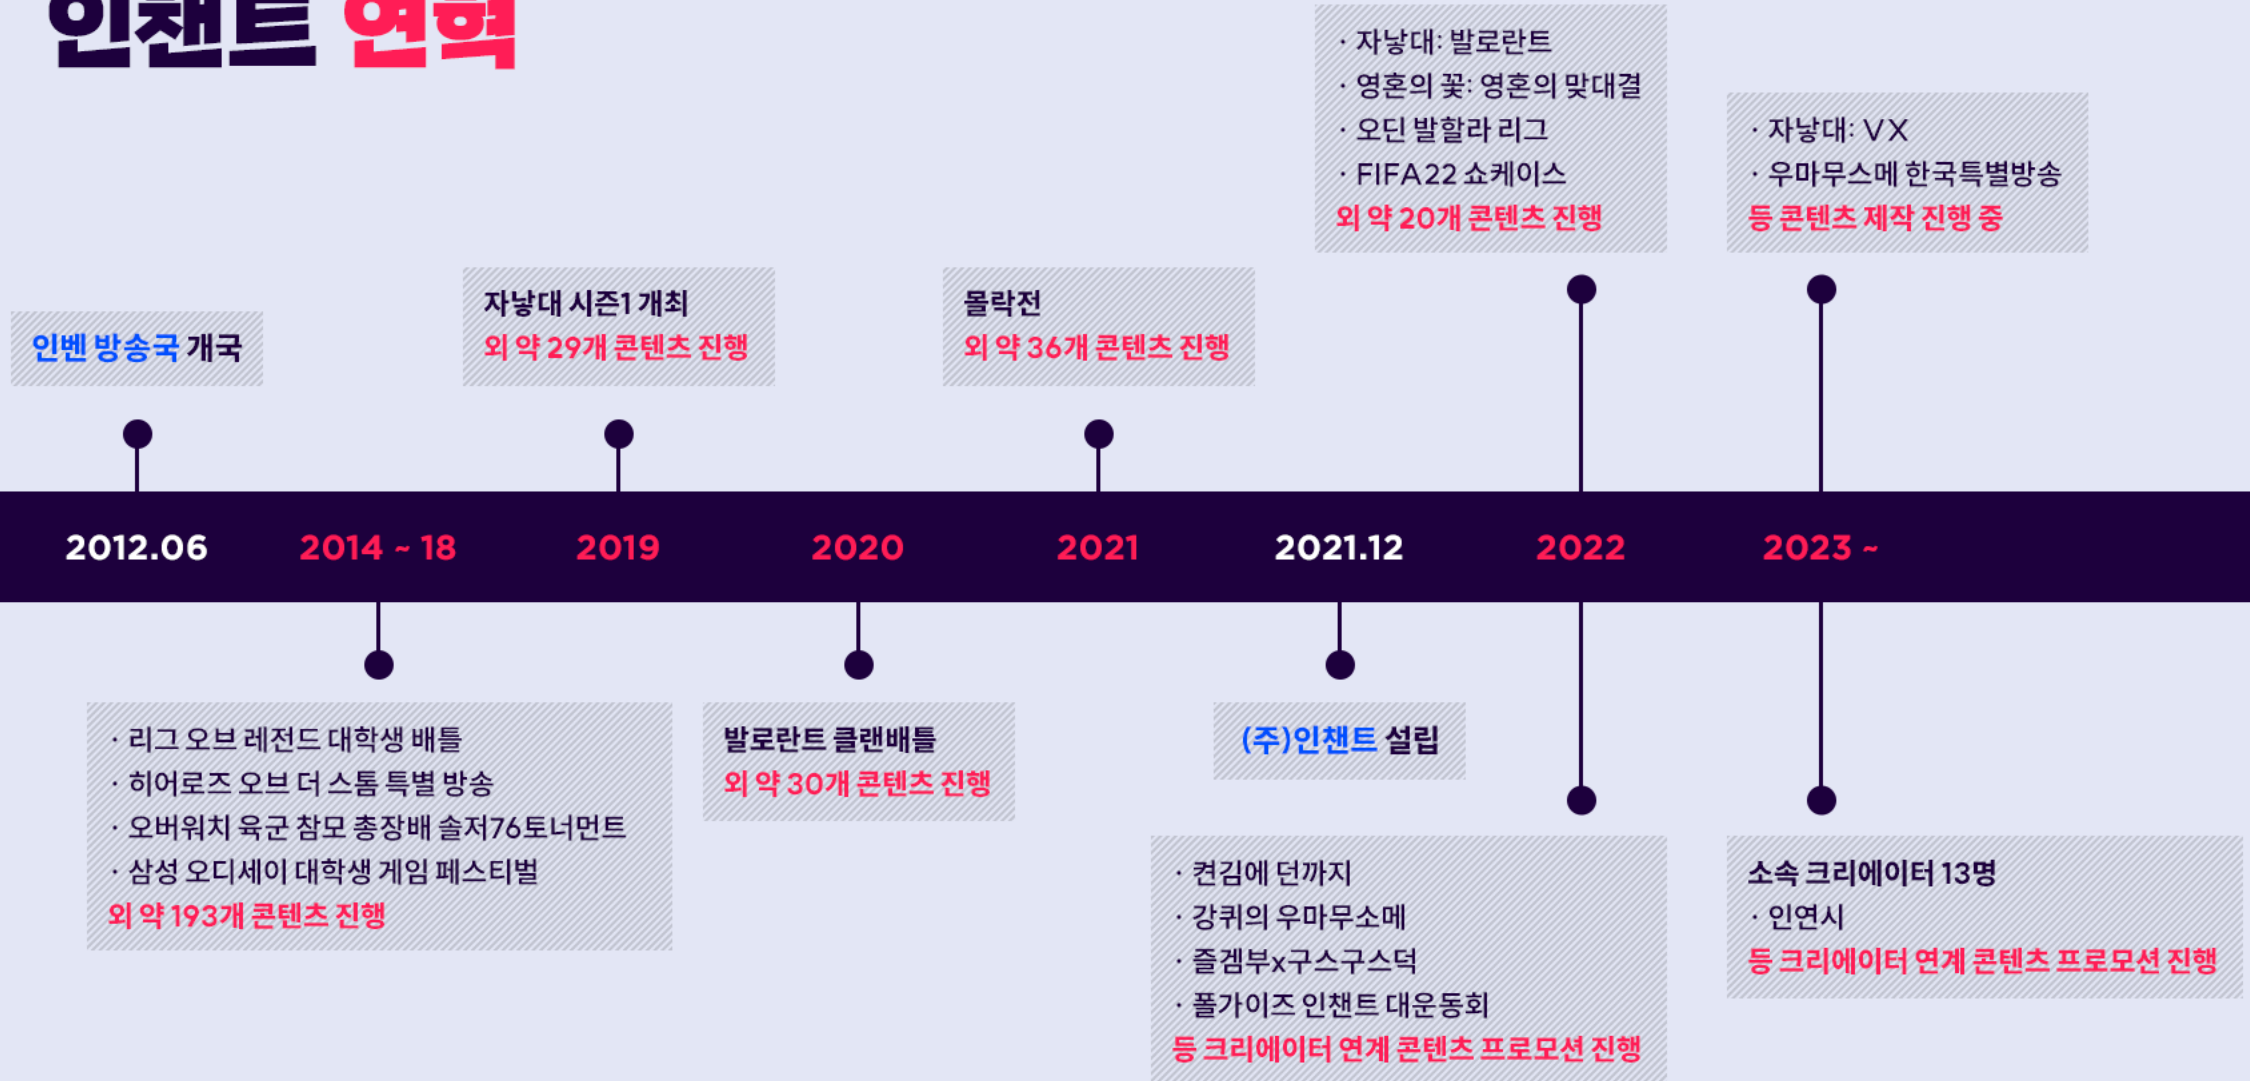 인챈트 연혁
· 자낳대: 발로란트
· 영혼의 꽃: 영혼의 맞대결
· 오딘 발할라 리그
· FIFA22 쇼케이스
외 약 20개 콘텐츠 진행
· 자낳대: VX
· 우마무스메 한국특별방송
등 콘텐츠 제작 진행 중
인벤 방송국 개국
자낳대 시즌1 개최
외 약 29개 콘텐츠 진행
몰락전
외 약 36개 콘텐츠 진행
2012.06
2014 ~ 18
2019
2020
2021
2021.12
2022
2023 ~
· 리그 오브 레전드 대학생 배틀
· 히어로즈 오브 더 스톰 특별 방송
· 오버워치 육군 참모 총장배 솔저76토너먼트
· 삼성 오디세이 대학생 게임 페스티벌
외 약 193개 콘텐츠 진행
발로란트 클랜배틀
외 약 30개 콘텐츠 진행
(주)인챈트 설립
· 켠김에 던까지
· 강퀴의 우마무소메
· 즐겜부x구스구스덕
· 폴가이즈 인챈트 대운동회
등 크리에이터 연계 콘텐츠 프로모션 진행
소속 크리에이터 13명
· 인연시
등 크리에이터 연계 콘텐츠 프로모션 진행